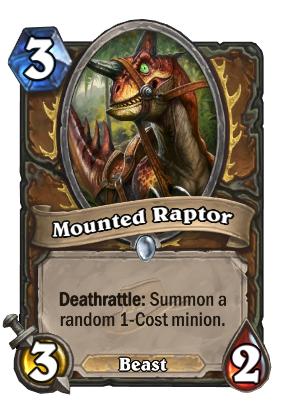 3
Mounted Raptor
Deathrattle: Summon a
random 1-Cost minion.
3
Beast
2